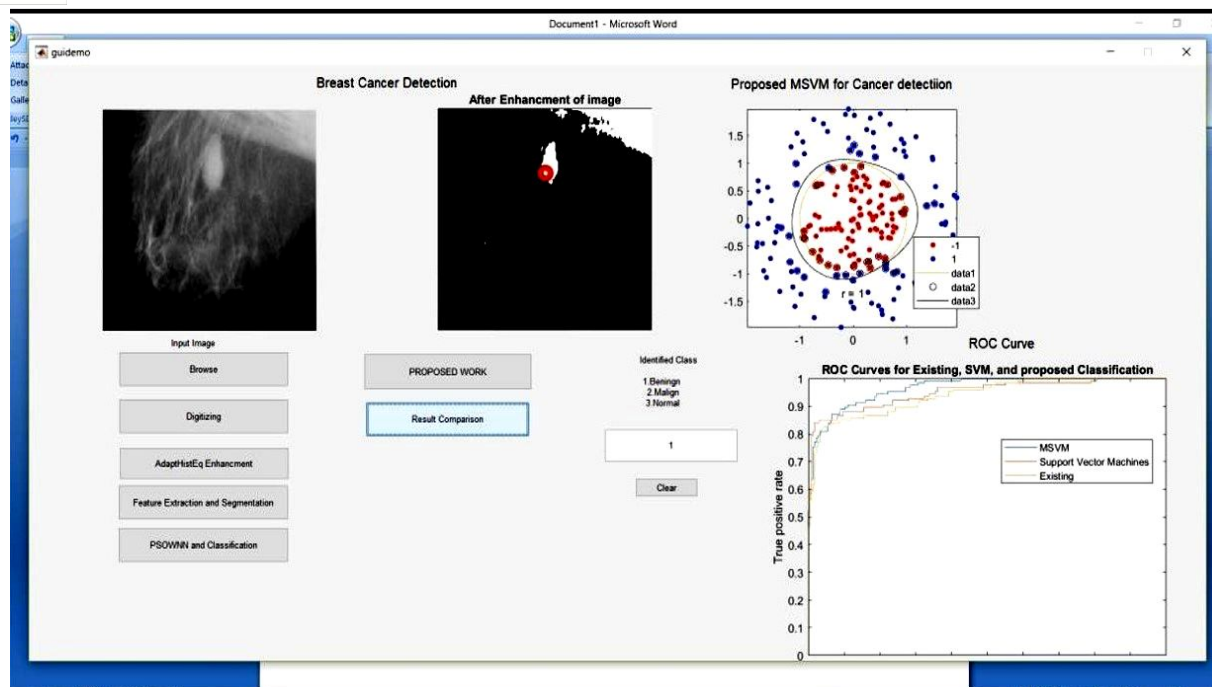 Document1 - Microsoft Word
guidemo
Breast Cancer Detection
After Enhancment of image
Proposed MSVM for Cancer detectiion
1.5
1
0.5
0
-0.5
-1
-1.5
-1
0
1
r = 1
-1
1
data1
data2
data3
Input Image
Browse
Digitizing
AdaptHistEq Enhancment
Feature Extraction and Segmentation
PSOWNN and Classification
PROPOSED WORK
Result Comparison
Identified Class
1.Beningn
2.Malign
3.Normal
1
Clear
ROC Curve
ROC Curves for Existing, SVM, and proposed Classification
True positive rate
1
0.9
0.8
0.7
0.6
0.5
0.4
0.3
0.2
0.1
0
MSVM
Support Vector Machines
Existing